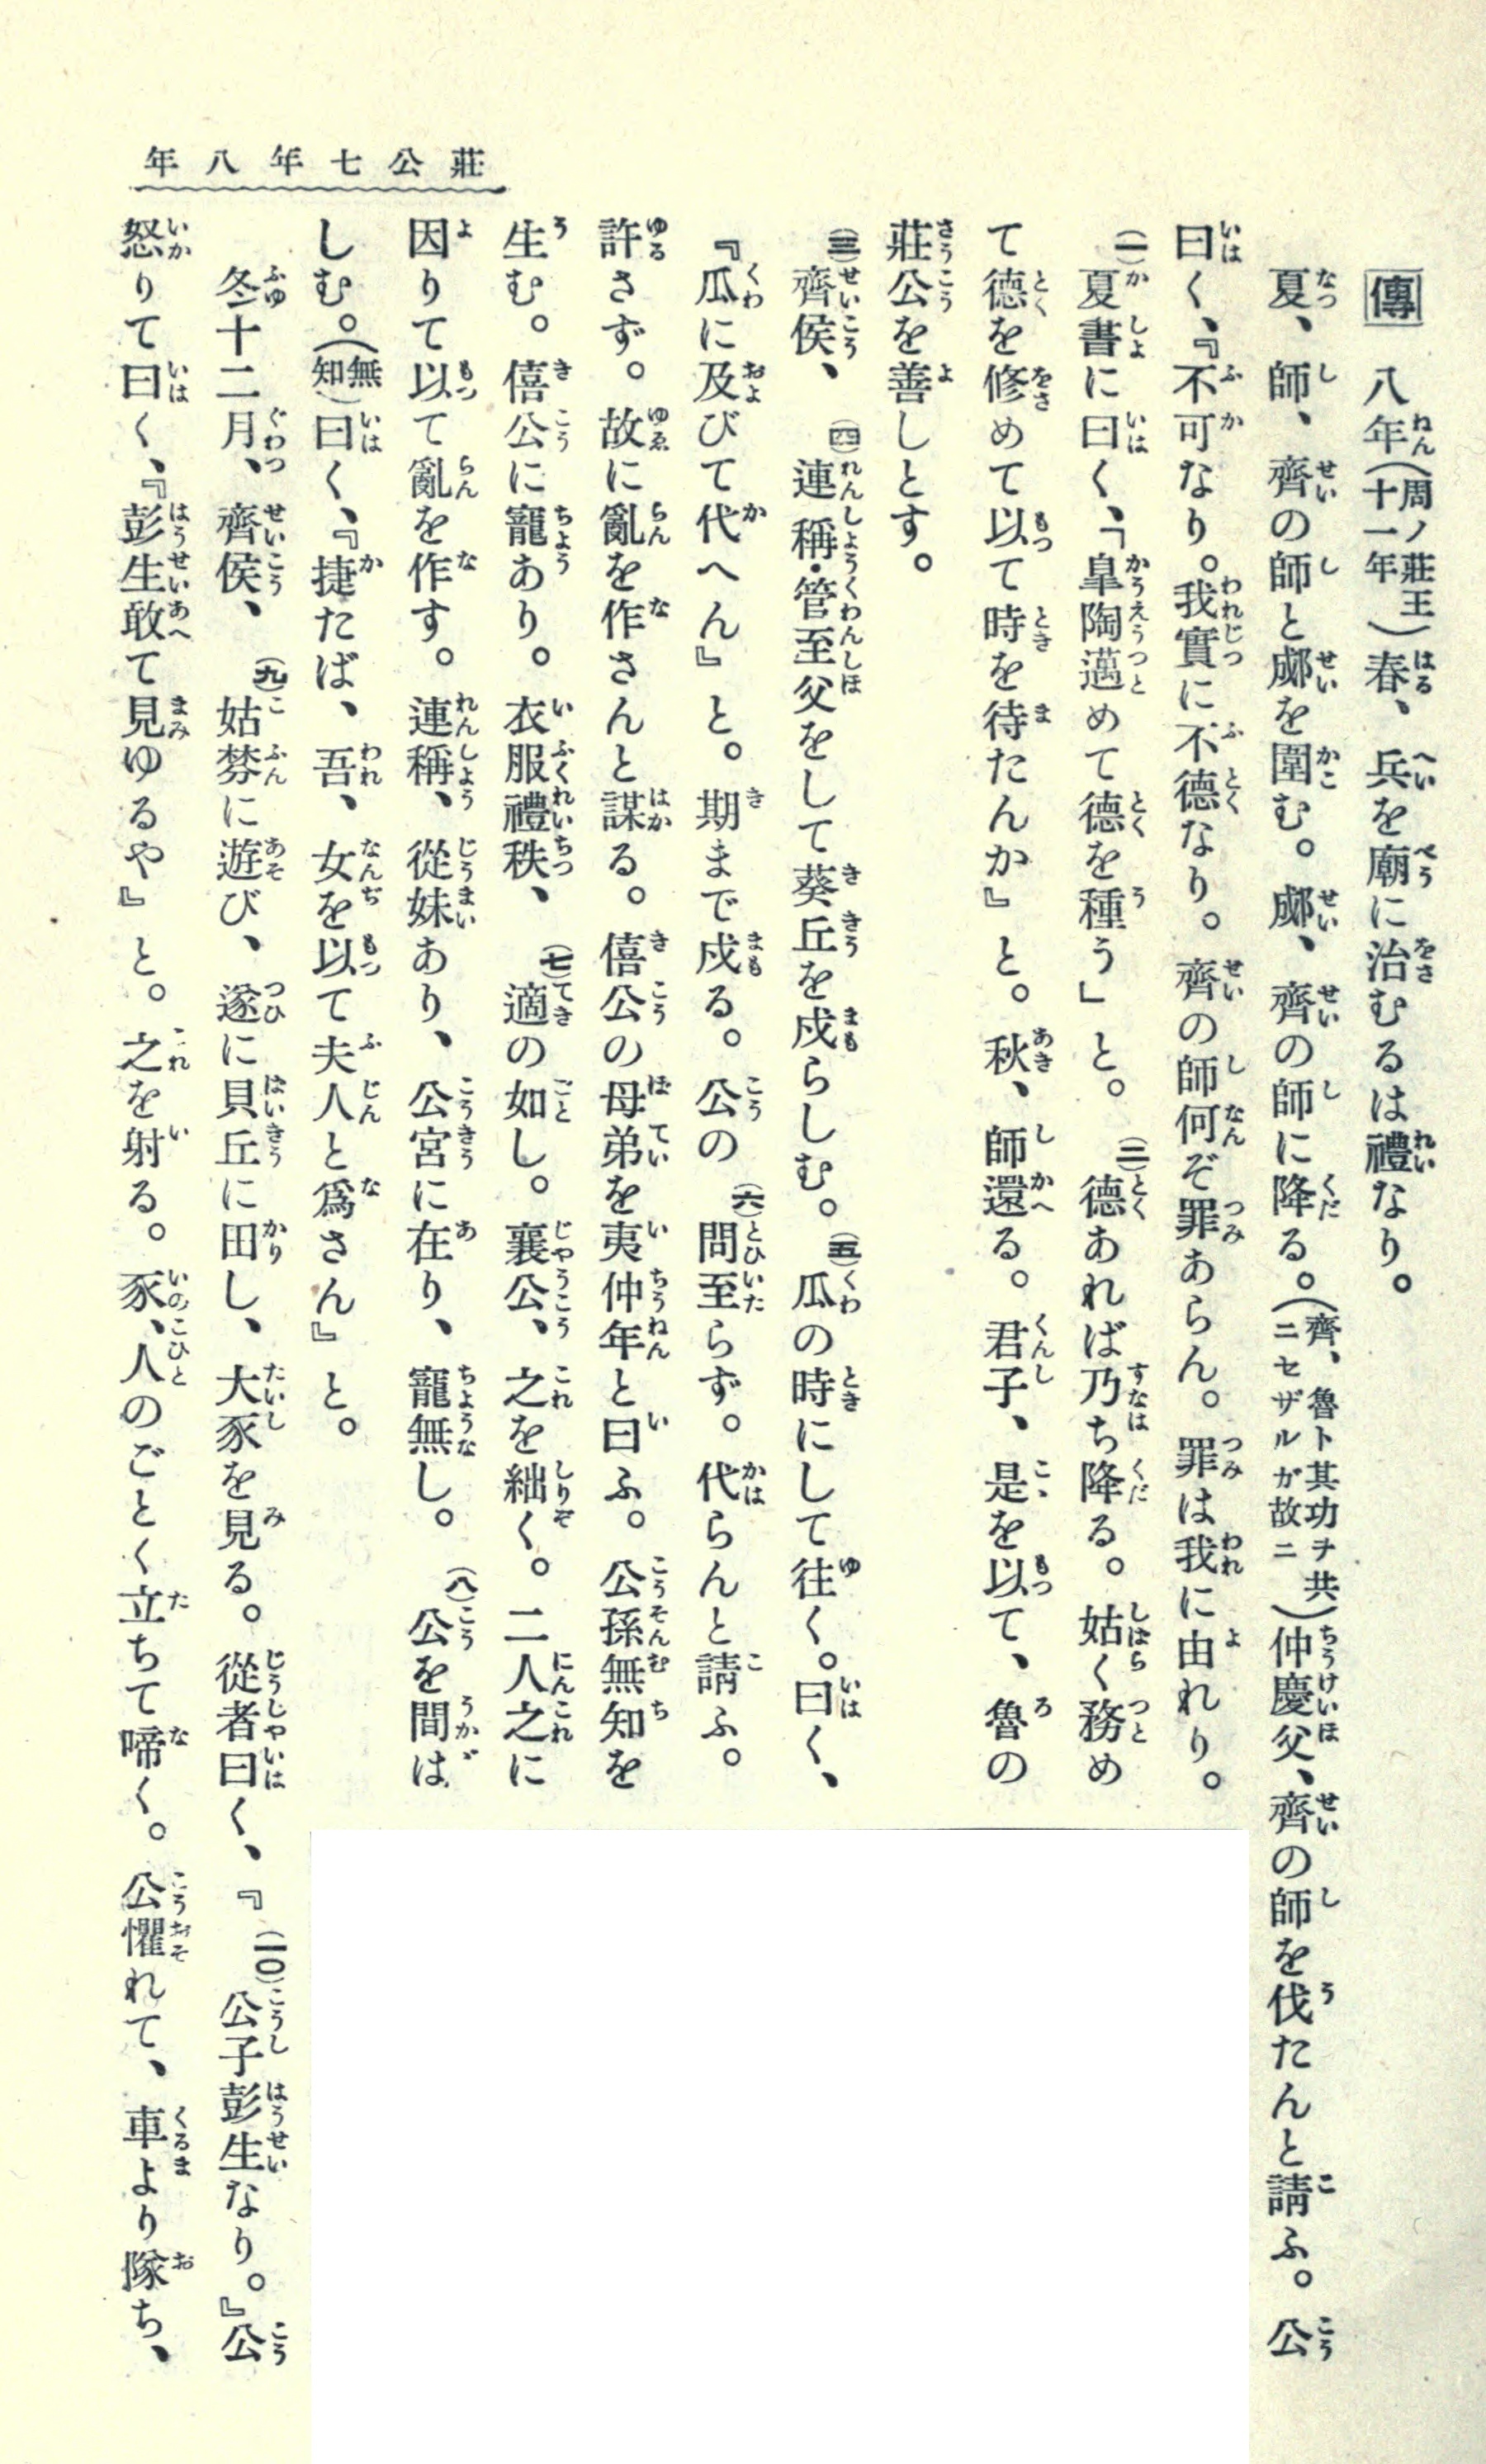 莊公七年八年
傳 八年(周ノ莊王十一年)春、兵を廟に治むるは禮なり。
夏、師、齊の師と郕を圍む。郕、齊の師に降る。(齊、魯ト其功ヲ共ニセザルガ故ニ)仲慶父、齊の師を伐たんと請ふ。公
曰く、『不可なり。我實に不德なり。齊の師何ぞ罪あらん。罪は我に由れり。
(一)夏書に曰く、「皐陶邁めて德を種う」と。(二)德あれば乃ち降る。姑く務め
て德を修めて以て時を待たんか』と。秋、師還る。君子、是を以て、魯の
莊公を善しとす。
(三)齊侯、(四)連稱・管至父をして葵丘を戍らしむ。(五)瓜の時にして往く。曰く、
『瓜に及びて代へん』と。期まで戍る。公の(六)問至らず。代らんと請ふ。
許さず。故に亂を作さんと謀る。僖公の母弟を夷仲年と曰ふ。公孫無知を
生む。僖公に寵あり。衣服禮秩、(七)適の如し。襄公、之を絀く。二人之に
因りて以て亂を作す。連稱、從妹あり、公宮に在り、寵無し。(八)公を間は
しむ。(無知)曰く、『捷たば、吾、女を以て夫人と爲さん』と。
冬十二月、齊侯、(九)姑棼に遊び、遂に貝丘に田し、大豕を見る。從者曰く、『(一〇)公子彭生なり。』公
怒りて曰く、『彭生敢て見ゆるや』と。之を射る。豕、人のごとく立ちて啼く。公懼れて、車より隊ち、